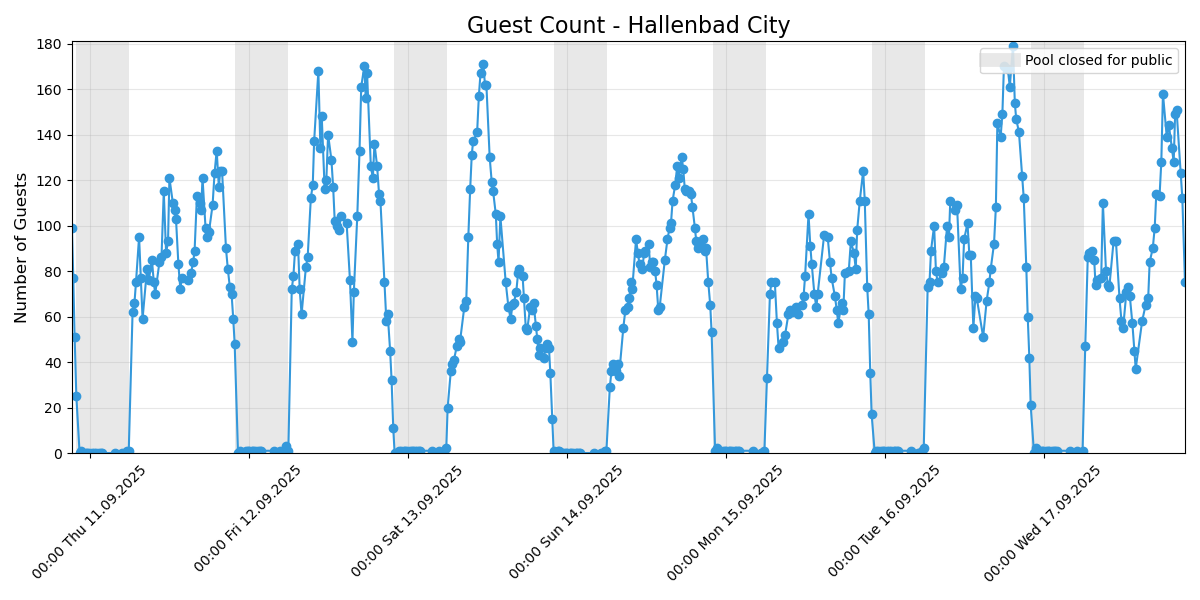 Guest Count - Hallenbad City
Pool closed for public
Number of Guests
180
160
140
120
100
80
60
40
20
0
00:00 Thu 11.09.2025
00:00 Fri 12.09.2025
00:00 Sat 13.09.2025
00:00 Sun 14.09.2025
00:00 Mon 15.09.2025
00:00 Tue 16.09.2025
00:00 Wed 17.09.2025